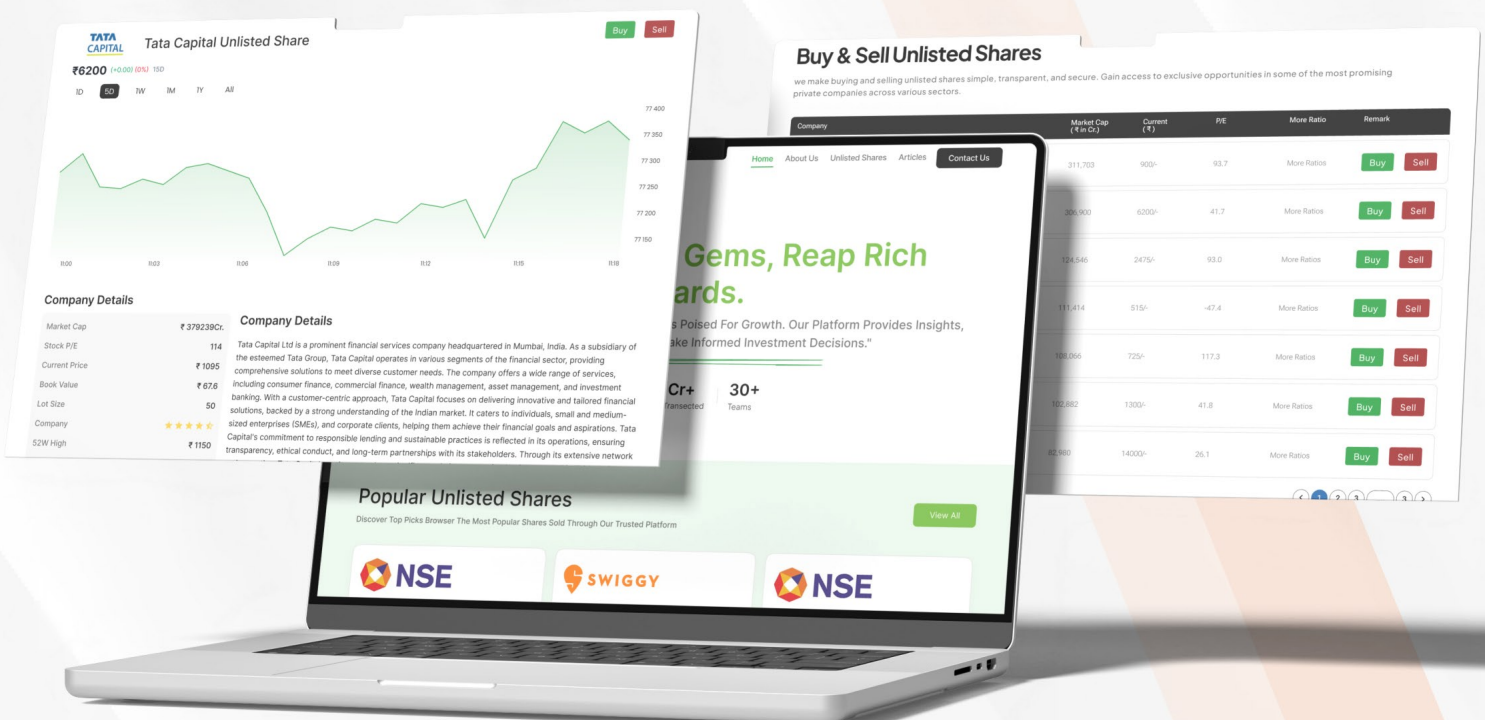 TATA
CAPITAL
Tata Capital Unlisted Share
Buy Sell
₹6200 (+0.00) (0%) 1SD
1D 5D 1W 1M 1Y All
77 400
77 350
77 300
77 250
77 200
77 150
11:00 11:03 11:06 11:09 11:12 11:15 11:18
Company Details
Market Cap ₹ 379239Cr.
Stock P/E 114
Current Price ₹ 1095
Book Value ₹ 67.6
Lot Size 50
Company
52W High ₹ 1150
Company Details
Tata Capital Ltd is a prominent financial services company headquartered in Mumbai, India. As a subsidiary of
the esteemed Tata Group, Tata Capital operates in various segments of the financial sector, providing
comprehensive solutions to meet diverse customer needs. The company offers a wide range of services,
including consumer finance, commercial finance, wealth management, asset management, and investment
banking. With a customer-centric approach, Tata Capital focuses on delivering innovative and tailored financial
solutions, backed by a strong understanding of the Indian market. It caters to individuals, small and medium-
sized enterprises (SMEs), and corporate clients, helping them achieve their financial goals and aspirations. Tata
Capital's commitment to responsible lending and sustainable practices is reflected in its operations, ensuring
transparency, ethical conduct, and long-term partnerships with its stakeholders. Through its extensive network
Home About Us Unlisted Shares Articles Contact Us
Gems, Reap Rich
ards.
s Poised For Growth. Our Platform Provides Insights,
ake Informed Investment Decisions."
Cr+ 30+
Transected Teams
Popular Unlisted Shares
Discover Top Picks Browser The Most Popular Shares Sold Through Our Trusted Platform
View All
NSE
SWIGGY
NSE
Buy & Sell Unlisted Shares
we make buying and selling unlisted shares simple, transparent, and secure. Gain access to exclusive opportunities in some of the most promising
private companies across various sectors.
Company Market Cap Current P/E More Ratio Remark
( ₹ in Cr.) ( ₹ )
311,703 900/- 93.7 More Ratios Buy Sell
306,900 6200/- 41.7 More Ratios Buy Sell
124,546 2475/- 93.0 More Ratios Buy Sell
111,414 515/- -47.4 More Ratios Buy Sell
108,066 725/- 117.3 More Ratios Buy Sell
102,882 1300/- 41.8 More Ratios Buy Sell
82,980 14000/- 26.1 More Ratios Buy Sell
< 1 2 3 3 >